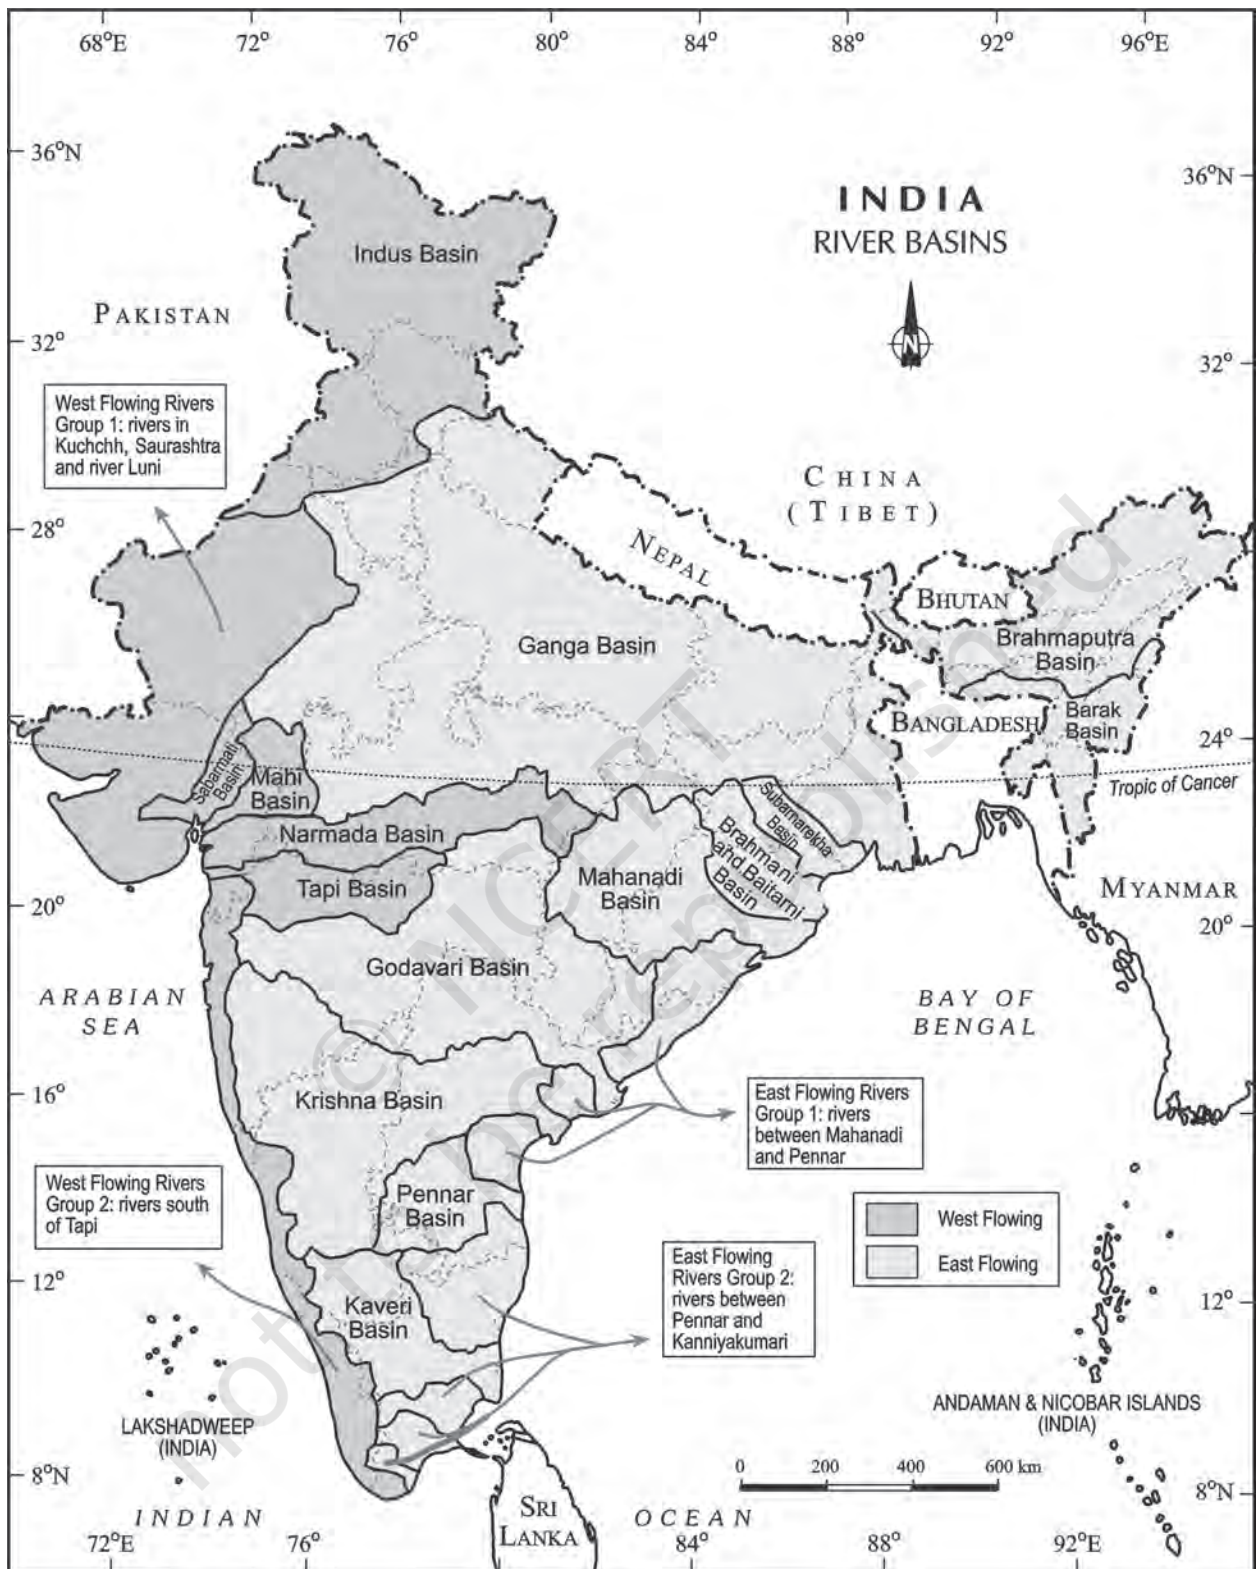 68°E 72° 76° 80° 84° 88° 92° 96°E
36°N
36°N
INDIA
RIVER BASINS
N
Indus Basin
PAKISTAN
32°
32°
West Flowing Rivers
Group 1: rivers in
Kuchchh, Saurashtra
and river Luni
CHINA
(TIBET)
28°
28°
NEPAL
BHUTAN
Ganga Basin
Brahmaputra
Basin
BANGLADESH
Barak
Basin
24°
Sabarmati
Basin
Mahi
Basin
Tropic of Cancer
Subarnarekha
Basin
Narmada Basin
Brahmani
and Baitarni
Basin
Tapi Basin
Mahanadi
Basin
MYANMAR
20°
20°
Godavari Basin
ARABIAN
SEA
BAY OF
BENGAL
16°
16°
Krishna Basin
East Flowing Rivers
Group 1: rivers
between Mahanadi
and Pennar
West Flowing Rivers
Group 2: rivers south
of Tapi
Pennar
Basin
West Flowing
East Flowing
East Flowing
Rivers Group 2:
rivers between
Pennar and
Kanniyakumari
12°
12°
Kaveri
Basin
LAKSHADWEEP
(INDIA)
ANDAMAN & NICOBAR ISLANDS
(INDIA)
8°N
8°N
0 200 400 600 km
SRI
LANKA
INDIAN OCEAN
72°E 76° 84° 88° 92°E
© NCERT
not to be republished